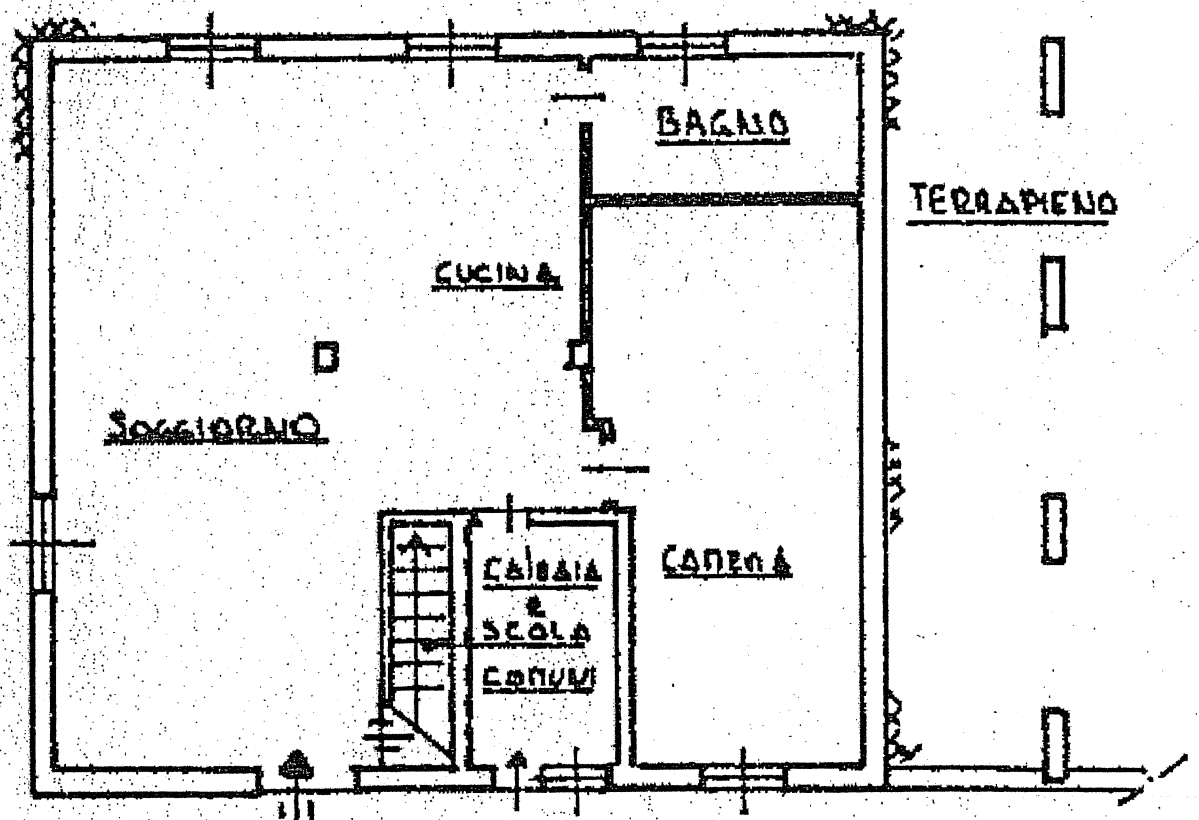 BAGNO
TERRAPIENO
CUCINA
SOGGIORNO
CAMERA
CALDAIA
e
SCALA
COMUNI